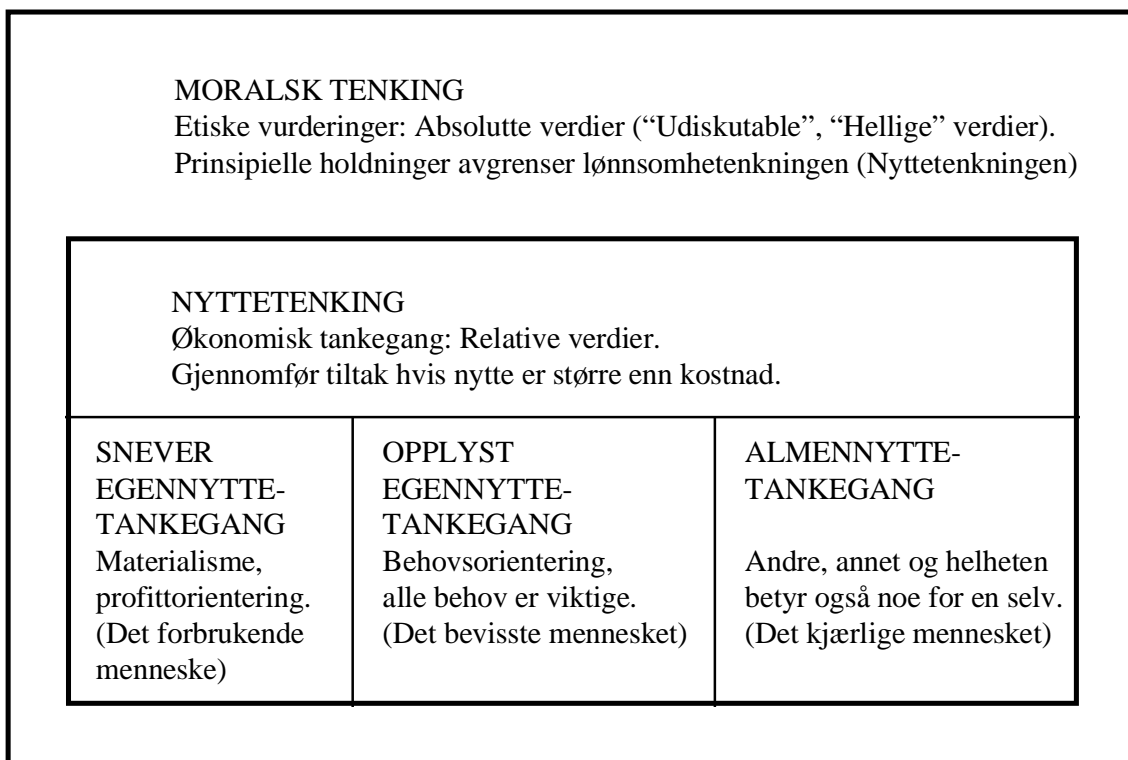 MORALSK TENKING
Etiske vurderinger: Absolutte verdier (“Udiskutable”, “Hellige” verdier).
Prinsipielle holdninger avgrenser lønnsomhetenkningen (Nyttetenkningen)
NYTTETENKING
Økonomisk tankegang: Relative verdier.
Gjennomfør tiltak hvis nytte er større enn kostnad.
SNEVER
EGENNYTTE-
TANKEGANG
Materialisme,
profittorientering.
(Det forbrukende
menneske)
OPPLYST
EGENNYTTE-
TANKEGANG
Behovsorientering,
alle behov er viktige.
(Det bevisste mennesket)
ALMENNYTTE-
TANKEGANG
Andre, annet og helheten
betyr også noe for en selv.
(Det kjærlige mennesket)